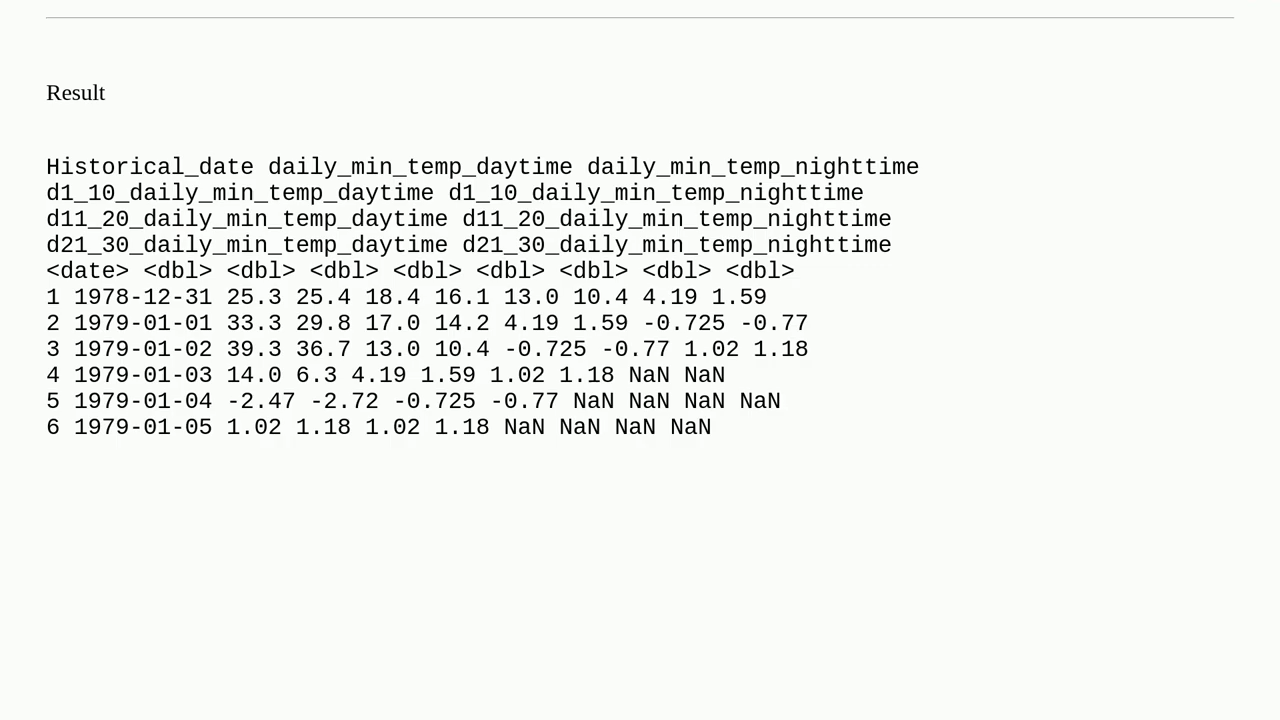 Result
Historical_date daily_min_temp_daytime daily_min_temp_nighttime
d1_10_daily_min_temp_daytime d1_10_daily_min_temp_nighttime
d11_20_daily_min_temp_daytime d11_20_daily_min_temp_nighttime
d21_30_daily_min_temp_daytime d21_30_daily_min_temp_nighttime
<date> <dbl> <dbl> <dbl> <dbl> <dbl> <dbl> <dbl> <dbl>
1 1978-12-31 25.3 25.4 18.4 16.1 13.0 10.4 4.19 1.59
2 1979-01-01 33.3 29.8 17.0 14.2 4.19 1.59 -0.725 -0.77
3 1979-01-02 39.3 36.7 13.0 10.4 -0.725 -0.77 1.02 1.18
4 1979-01-03 14.0 6.3 4.19 1.59 1.02 1.18 NaN NaN
5 1979-01-04 -2.47 -2.72 -0.725 -0.77 NaN NaN NaN NaN
6 1979-01-05 1.02 1.18 1.02 1.18 NaN NaN NaN NaN